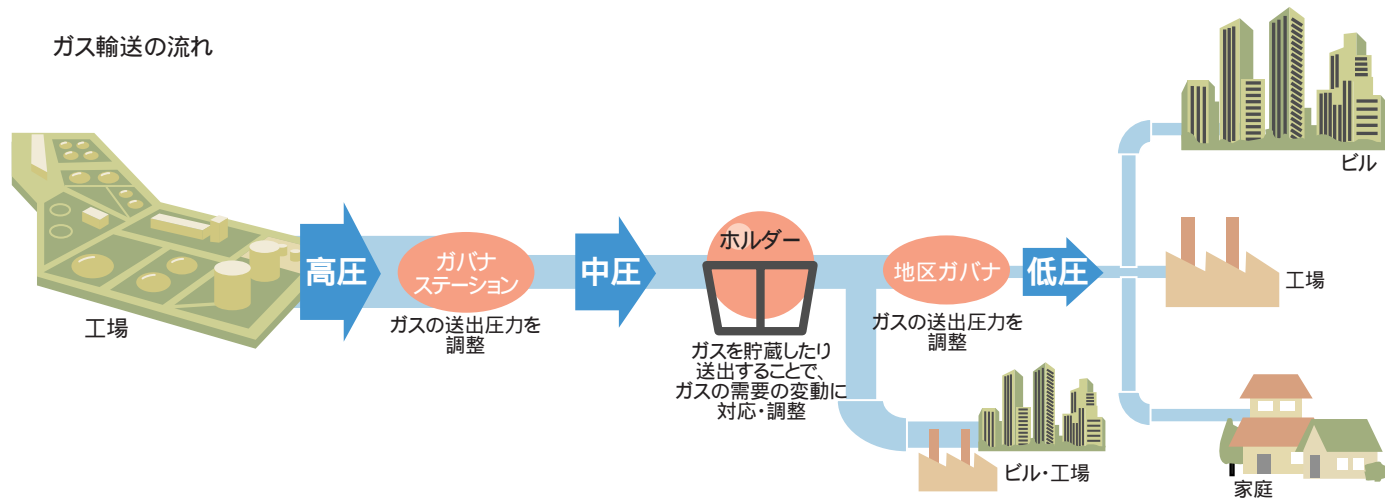 ガス輸送の流れ
工場
高圧
ガバナ
ステーション
ガスの送出圧力を
調整
中圧
ホルダー
ガスを貯蔵したり
送出することで、
ガスの需要の変動に
対応・調整
地区ガバナ
ガスの送出圧力を
調整
低圧
ビル・工場
ビル
工場
家庭